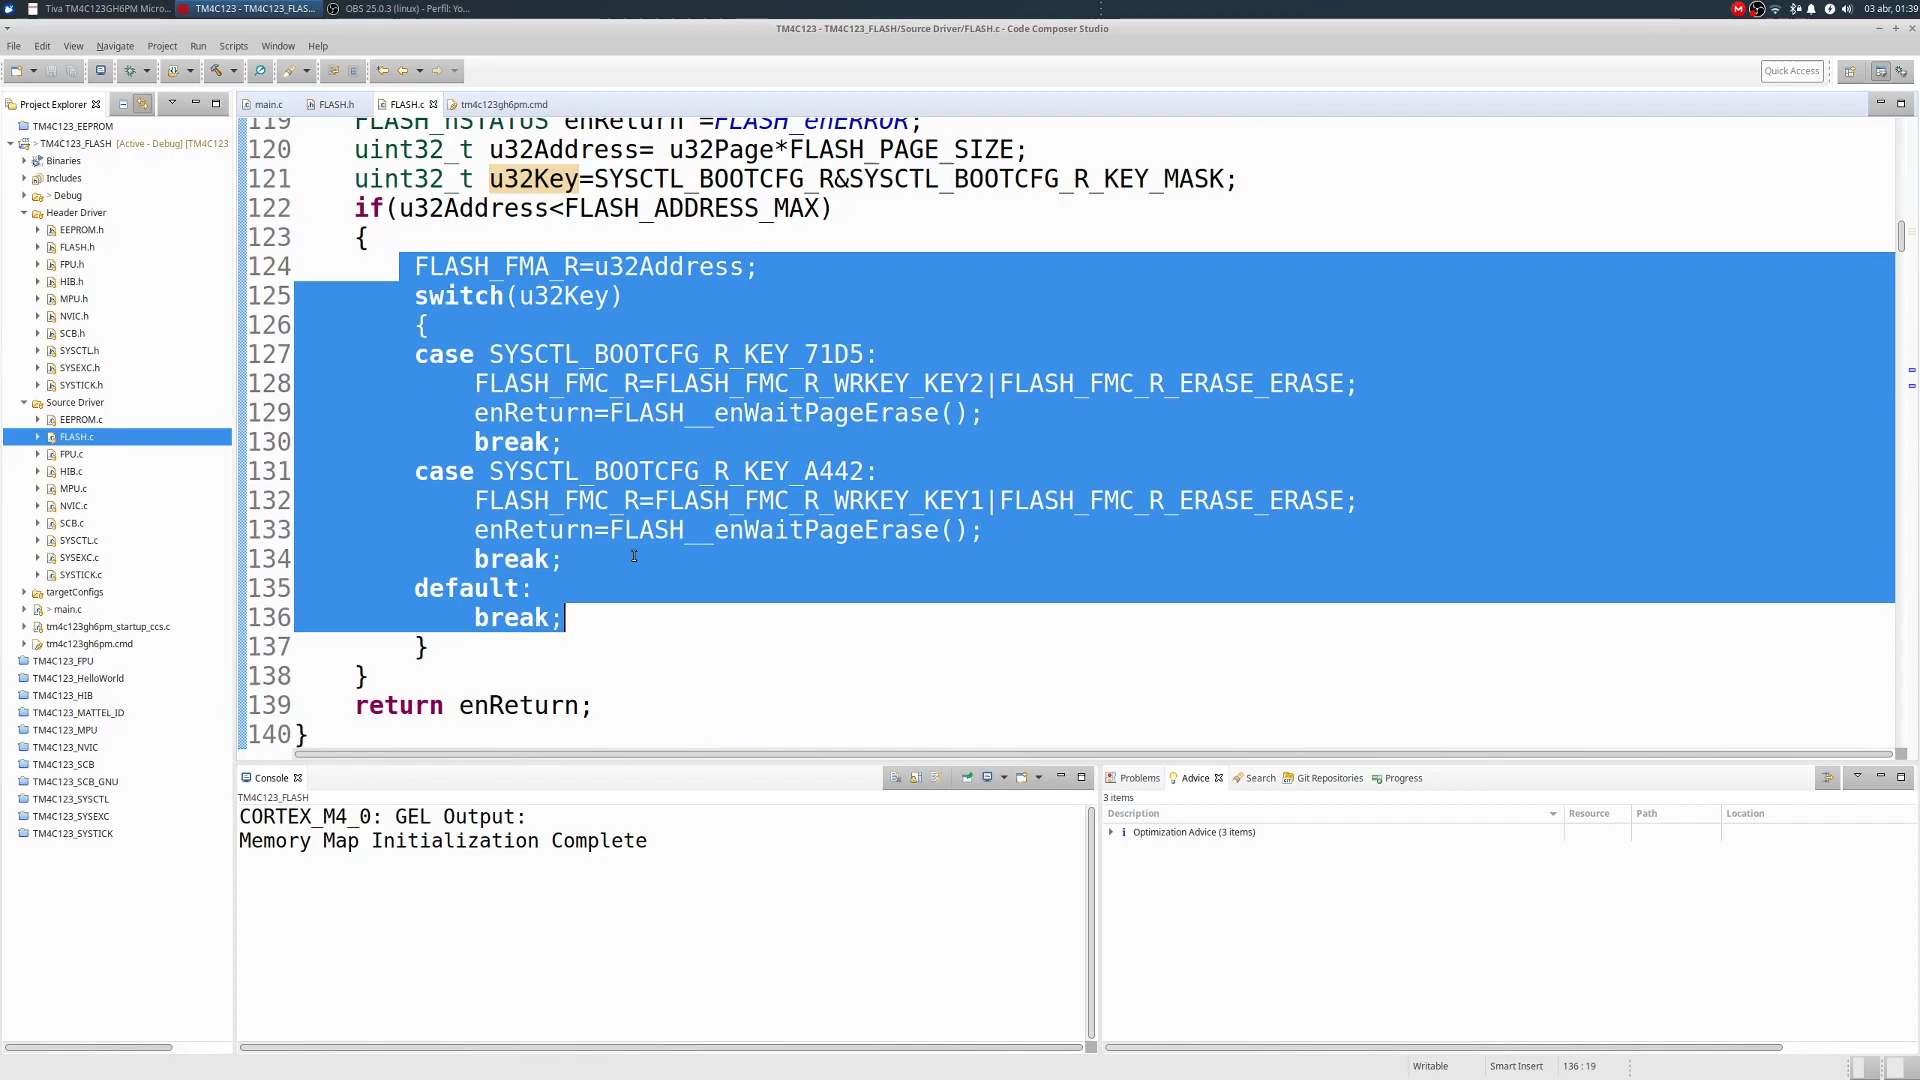 Tiva TM4C123GH6PM Micro...
TM4C123 - TM4C123_FLAS...
OBS 25.0.3 (linux) - Perfil: Yo...
03 abr, 01:39
TM4C123 - TM4C123_FLASH/Source Driver/FLASH.c - Code Composer Studio
File Edit View Navigate Project Run Scripts Window Help
Quick Access
Project Explorer
TM4C123_EEPROM
> TM4C123_FLASH [Active - Debug] [TM4C123
Binaries
Includes
> Debug
Header Driver
EEPROM.h
FLASH.h
FPU.h
HIB.h
MPU.h
NVIC.h
SCB.h
SYSCTL.h
SYSEXC.h
SYSTICK.h
Source Driver
EEPROM.c
FLASH.c
FPU.c
HIB.c
MPU.c
NVIC.c
SCB.c
SYSCTL.c
SYSEXC.c
SYSTICK.c
targetConfigs
> main.c
tm4c123gh6pm_startup_ccs.c
tm4c123gh6pm.cmd
TM4C123_FPU
TM4C123_HelloWorld
TM4C123_HIB
TM4C123_MATTEL_ID
TM4C123_MPU
TM4C123_NVIC
TM4C123_SCB
TM4C123_SCB_GNU
TM4C123_SYSCTL
TM4C123_SYSEXC
TM4C123_SYSTICK
main.c FLASH.h FLASH.c tm4c123gh6pm.cmd
119 FLASH_nSTATUS enReturn =FLASH_enERROR;
120 uint32_t u32Address= u32Page*FLASH_PAGE_SIZE;
121 uint32_t u32Key=SYSCTL_BOOTCFG_R&SYSCTL_BOOTCFG_R_KEY_MASK;
122 if(u32Address<FLASH_ADDRESS_MAX)
123 {
124 FLASH_FMA_R=u32Address;
125 switch(u32Key)
126 {
127 case SYSCTL_BOOTCFG_R_KEY_71D5:
128 FLASH_FMC_R=FLASH_FMC_R_WRKEY_KEY2|FLASH_FMC_R_ERASE_ERASE;
129 enReturn=FLASH__enWaitPageErase();
130 break;
131 case SYSCTL_BOOTCFG_R_KEY_A442:
132 FLASH_FMC_R=FLASH_FMC_R_WRKEY_KEY1|FLASH_FMC_R_ERASE_ERASE;
133 enReturn=FLASH__enWaitPageErase();
134 break;
135 default:
136 break;
137 }
138 }
139 return enReturn;
140 }
Console
TM4C123_FLASH
CORTEX_M4_0: GEL Output:
Memory Map Initialization Complete
Problems Advice Search Git Repositories Progress
3 items
Description Resource Path Location
i Optimization Advice (3 items)
Writable Smart Insert 136 : 19